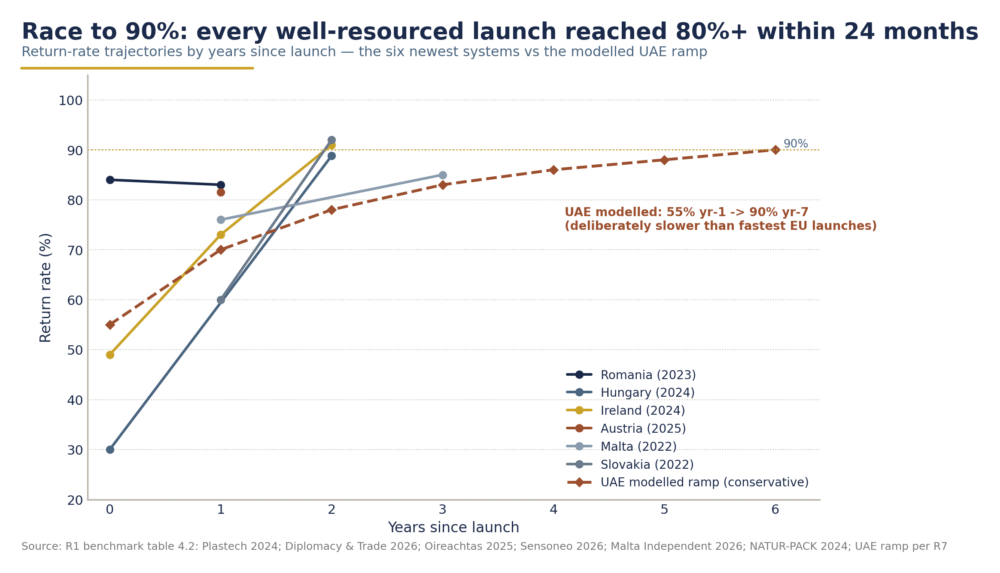 Race to 90%: every well-resourced launch reached 80%+ within 24 months
Return-rate trajectories by years since launch — the six newest systems vs the modelled UAE ramp
100
90
80
70
60
50
40
30
20
Return rate (%)
90%
UAE modelled: 55% yr-1 -> 90% yr-7
(deliberately slower than fastest EU launches)
Romania (2023)
Hungary (2024)
Ireland (2024)
Austria (2025)
Malta (2022)
Slovakia (2022)
UAE modelled ramp (conservative)
0 1 2 3 4 5 6
Years since launch
Source: R1 benchmark table 4.2: Plastech 2024; Diplomacy & Trade 2026; Oireachtas 2025; Sensoneo 2026; Malta Independent 2026; NATUR-PACK 2024; UAE ramp per R7